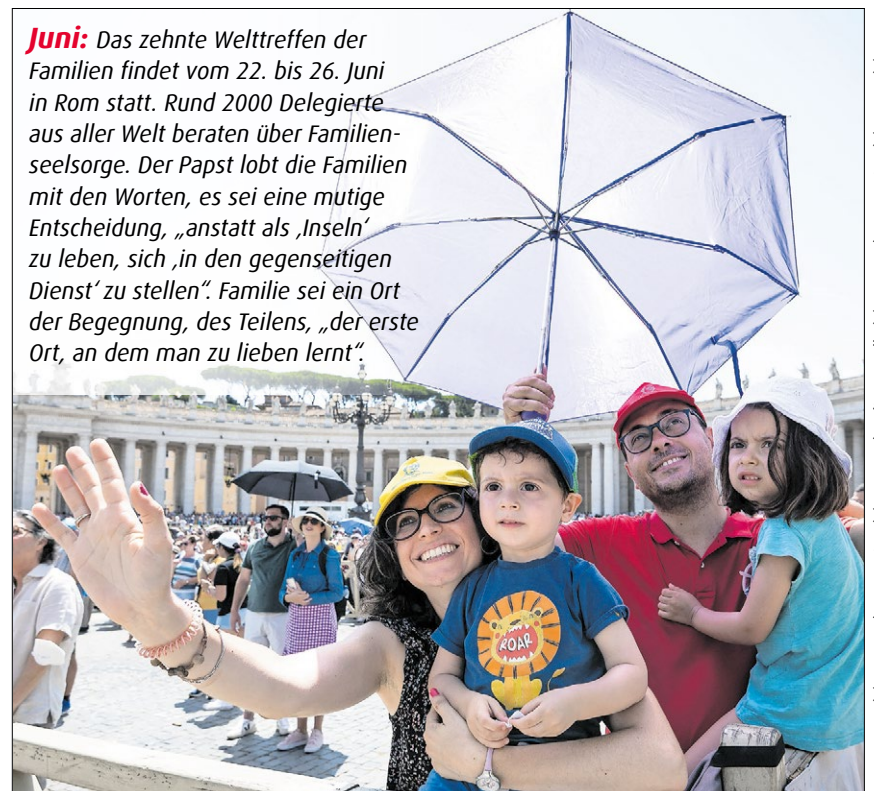 Juni: Das zehnte Welttreffen der
Familien findet vom 22. bis 26. Juni
in Rom statt. Rund 2000 Delegierte
aus aller Welt beraten über Familien-
seelsorge. Der Papst lobt die Familien
mit den Worten, es sei eine mutige
Entscheidung, „anstatt als ‚Inseln‘
zu leben, sich ‚in den gegenseitigen
Dienst‘ zu stellen“. Familie sei ein Ort
der Begegnung, des Teilens, „der erste
Ort, an dem man zu lieben lernt“.
ROAR